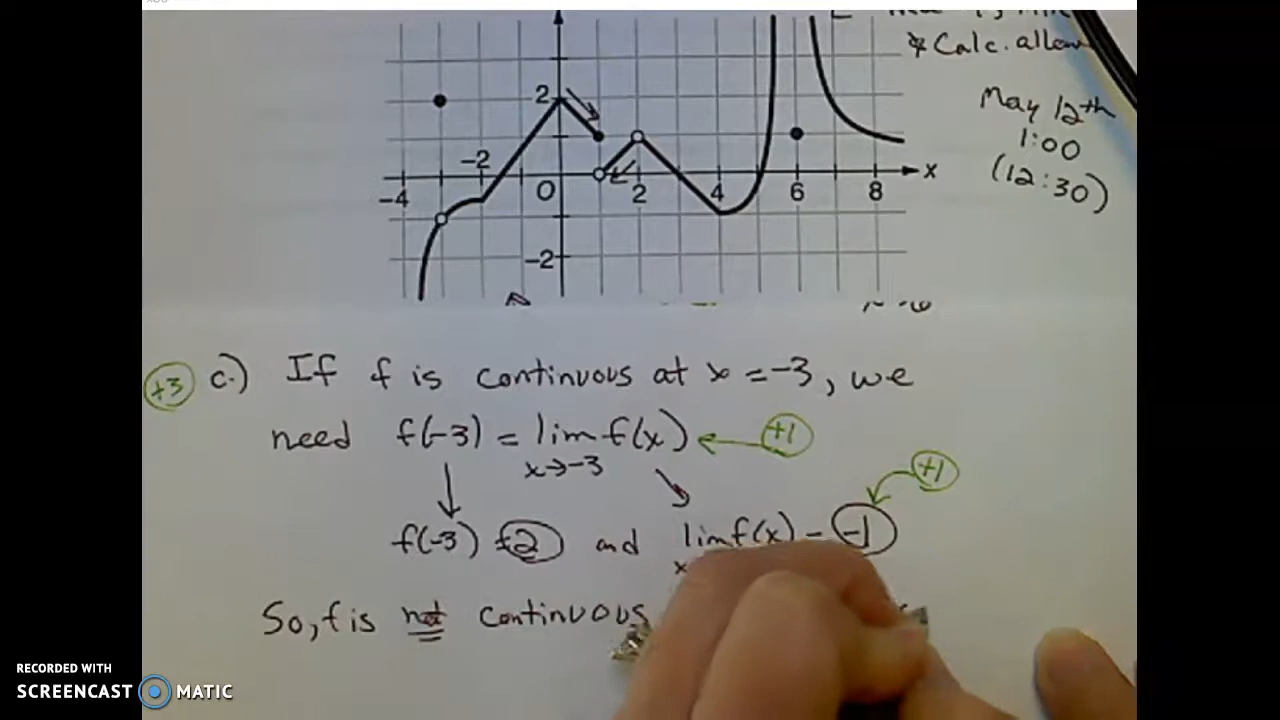 * Calc. allow
May 12th
1:00
(12:30)
2
-2
x
-4
0
2
4
6
8
-2
+3 c.) If f is continuous at x = -3, we
need f(-3) = lim f(x) +1
x→-3
+1
f(-3) = 2 and lim f(x) = -1
x
So, f is not continuous
RECORDED WITH
SCREENCAST MATIC